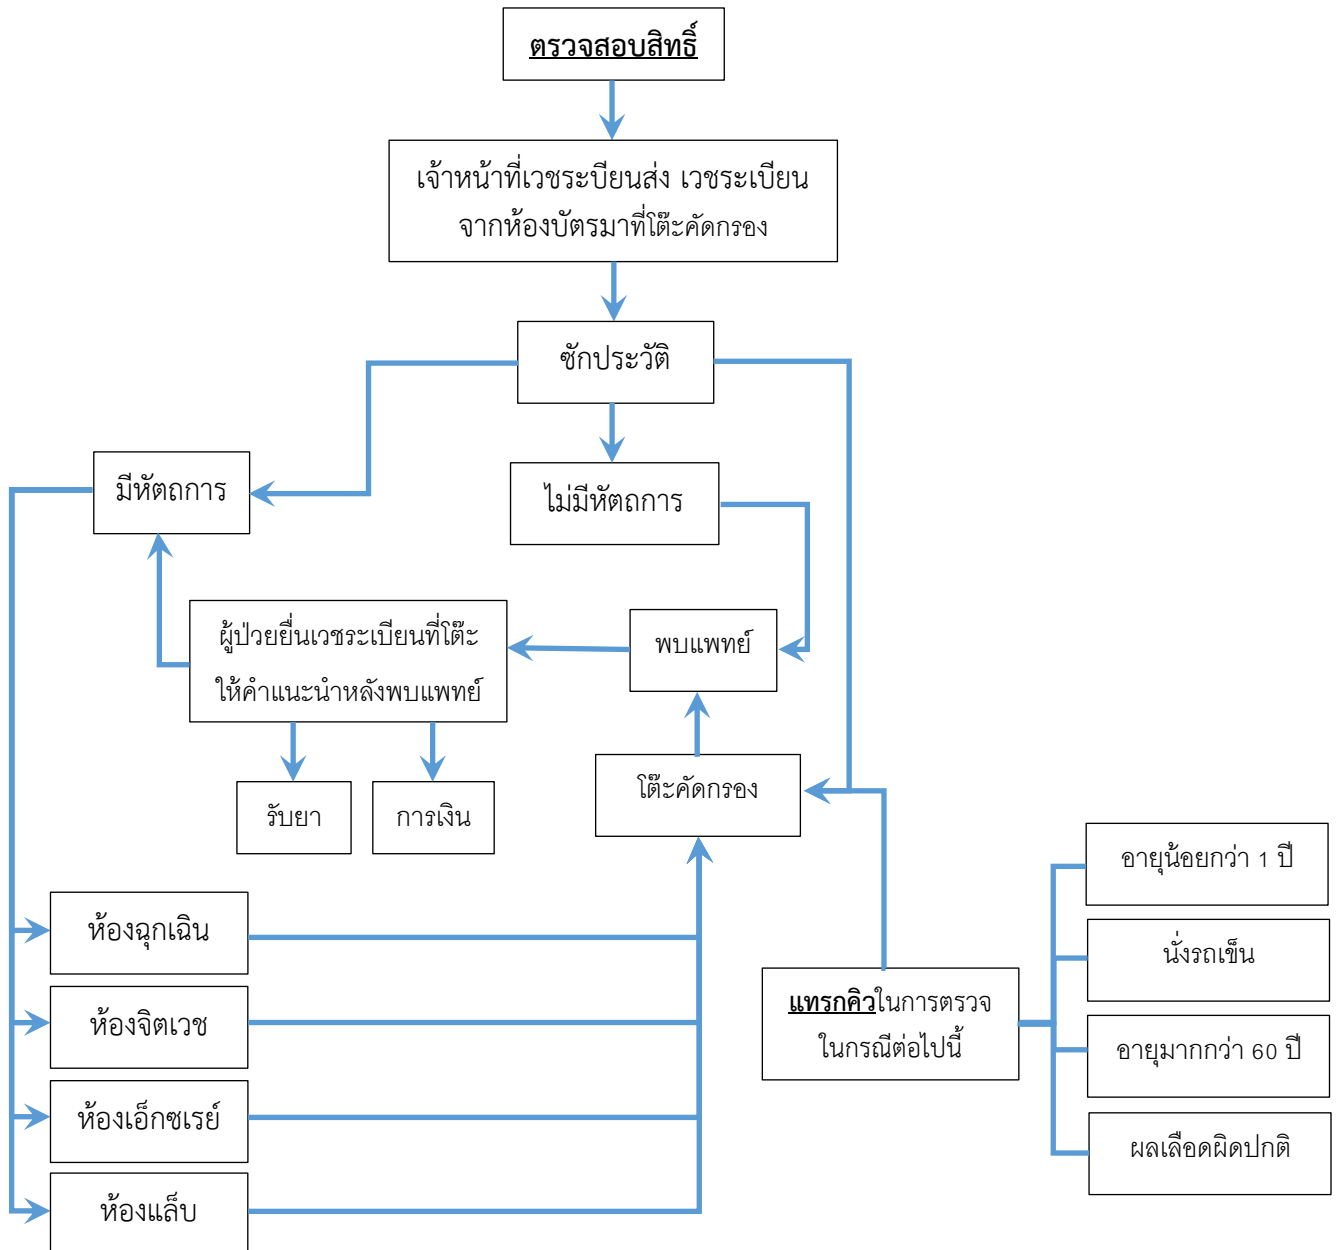 ตรวจสอบสิทธิ์
เจ้าหน้าที่เวชระบียนส่ง เวชระเบียน
จากห้องบัตรมาที่โต๊ะคัดกรอง
ซักประวัติ
มีหัตถการ
ไม่มีหัตถการ
ผู้ป่วยยื่นเวชระเบียนที่โต๊ะ
ให้คำแนะนำหลังพบแพทย์
พบแพทย์
รับยา
การเงิน
โต๊ะคัดกรอง
ห้องฉุกเฉิน
ห้องจิตเวช
ห้องเอ็กซเรย์
ห้องแล็บ
แทรกคิวในการตรวจ
ในกรณีต่อไปนี้
อายุน้อยกว่า 1 ปี
นั่งรถเข็น
อายุมากกว่า 60 ปี
ผลเลือดผิดปกติ